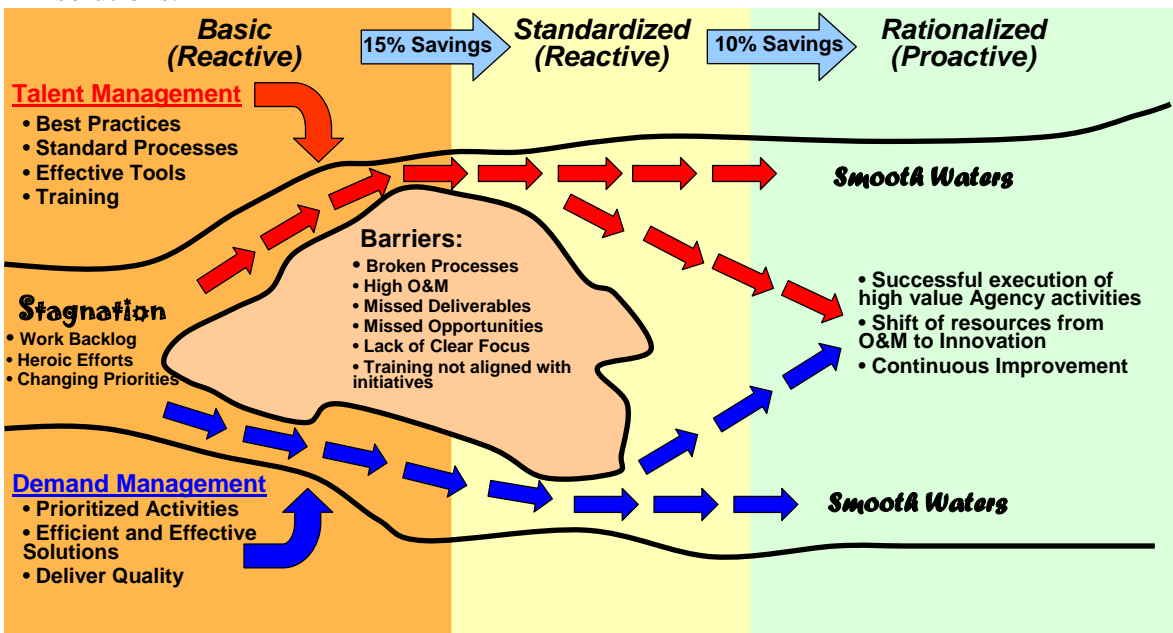 Basic
(Reactive)
15% Savings
Standardized
(Reactive)
10% Savings
Rationalized
(Proactive)
Talent Management
• Best Practices
• Standard Processes
• Effective Tools
• Training
Smooth Waters
Barriers:
• Broken Processes
• High O&M
• Missed Deliverables
• Missed Opportunities
• Lack of Clear Focus
• Training not aligned with
initiatives
Stagnation
• Work Backlog
• Heroic Efforts
• Changing Priorities
• Successful execution of
high value Agency activities
• Shift of resources from
O&M to Innovation
• Continuous Improvement
Demand Management
• Prioritized Activities
• Efficient and Effective
Solutions
• Deliver Quality
Smooth Waters